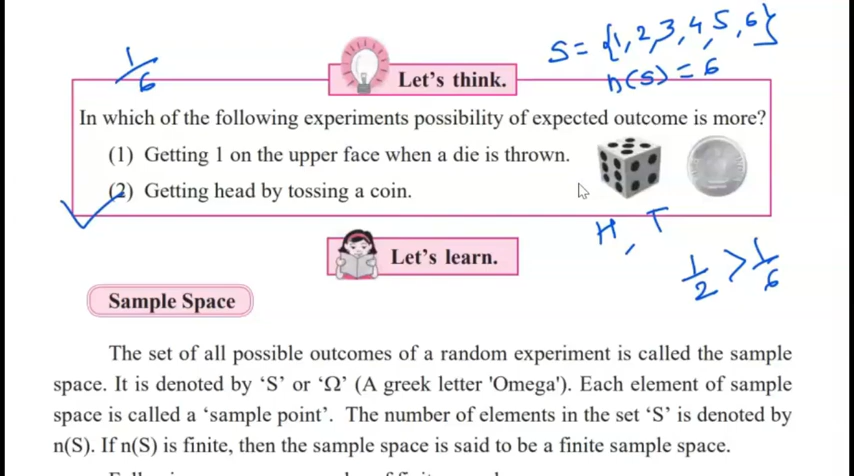 S = {1, 2, 3, 4, 5, 6}
1/6
Let's think.
n(S) = 6
In which of the following experiments possibility of expected outcome is more?
(1) Getting 1 on the upper face when a die is thrown.
(2) Getting head by tossing a coin.
H, T
Let's learn.
1/2 > 1/6
Sample Space
The set of all possible outcomes of a random experiment is called the sample
space. It is denoted by 'S' or 'Ω' (A greek letter 'Omega'). Each element of sample
space is called a 'sample point'. The number of elements in the set 'S' is denoted by
n(S). If n(S) is finite, then the sample space is said to be a finite sample space.